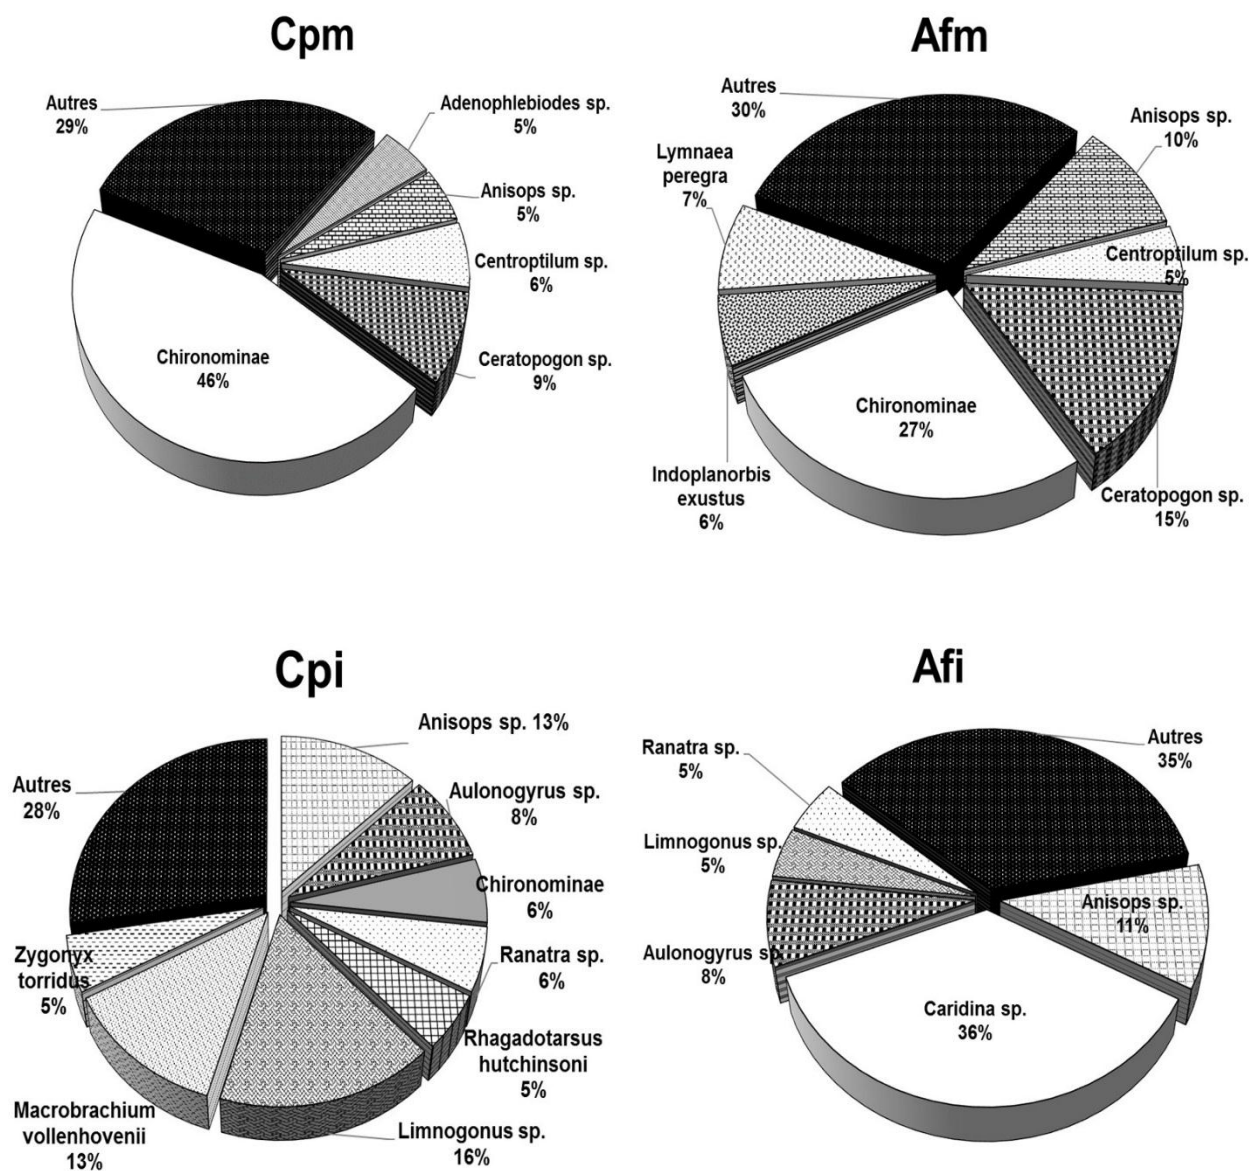 Cpm
Autres
29%
Adenophlebiodes sp.
5%
Anisops sp.
5%
Centroptilum sp.
6%
Ceratopogon sp.
9%
Chironominae
46%
Afm
Autres
30%
Anisops sp.
10%
Centroptilum sp.
5%
Ceratopogon sp.
15%
Chironominae
27%
Indoplanorbis
exustus
6%
Lymnaea
peregra
7%
Cpi
Anisops sp. 13%
Aulonogyrus sp.
8%
Chironominae
6%
Ranatra sp.
6%
Rhagadotarsus
hutchinsoni
5%
Limnogonus sp.
16%
Macrobrachium
vollenhovenii
13%
Zygonyx
torridus
5%
Autres
28%
Afi
Autres
35%
Anisops sp.
11%
Caridina sp.
36%
Aulonogyrus sp.
8%
Limnogonus sp.
5%
Ranatra sp.
5%